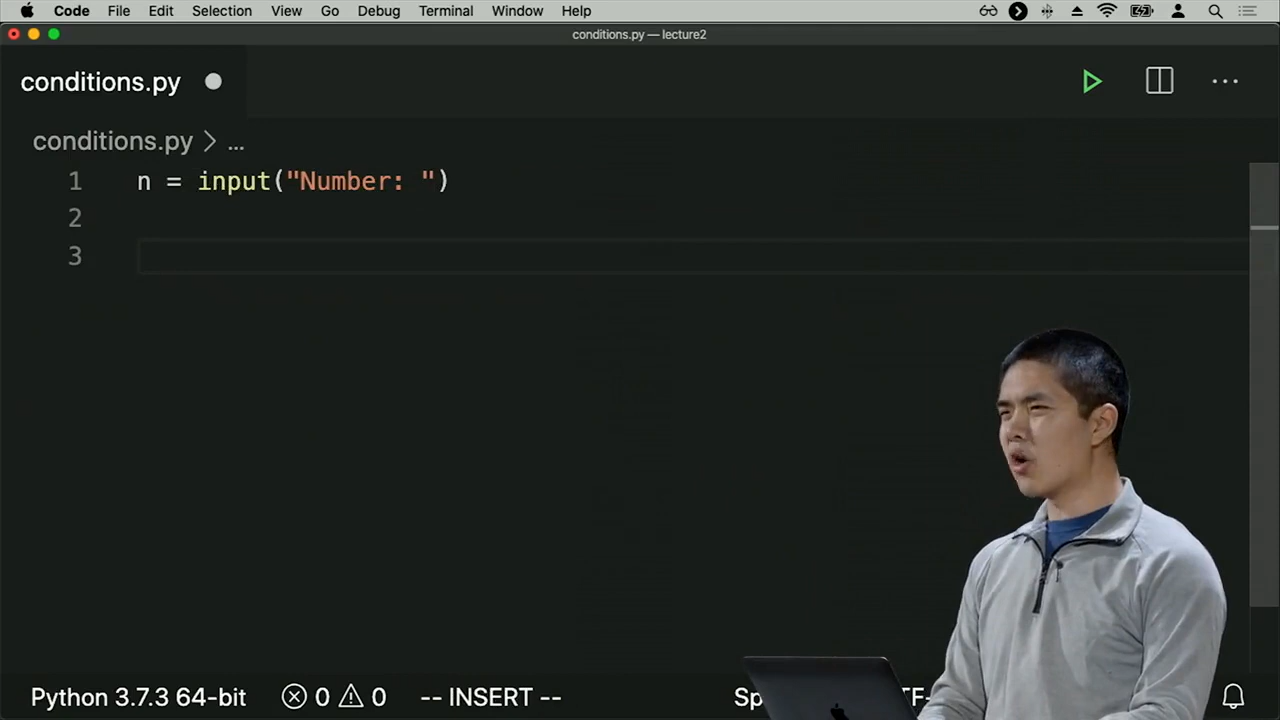 Code File Edit Selection View Go Debug Terminal Window Help
conditions.py — lecture2
conditions.py
conditions.py > ...
1 n = input("Number: ")
2
3
Python 3.7.3 64-bit 0 0 -- INSERT --